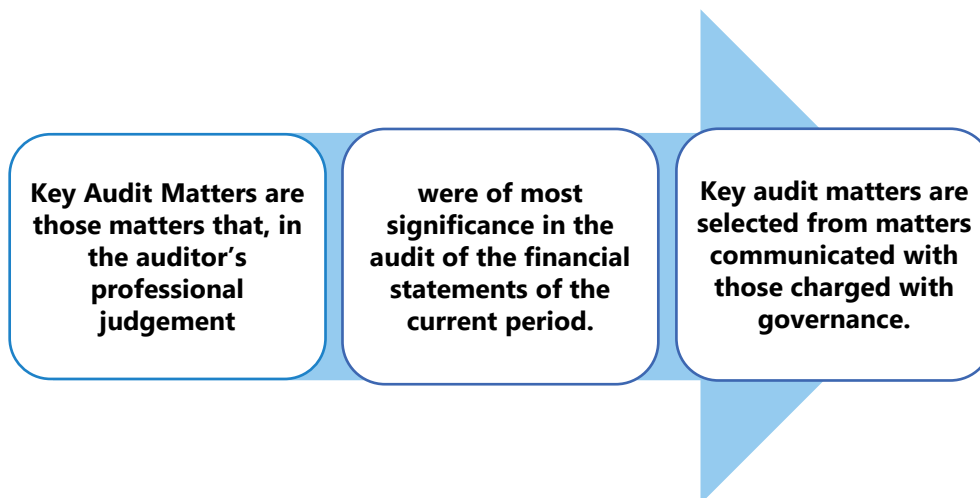 Key Audit Matters are
those matters that, in
the auditor's
professional
judgement
were of most
significance in the
audit of the financial
statements of the
current period.
Key audit matters are
selected from matters
communicated with
those charged with
governance.